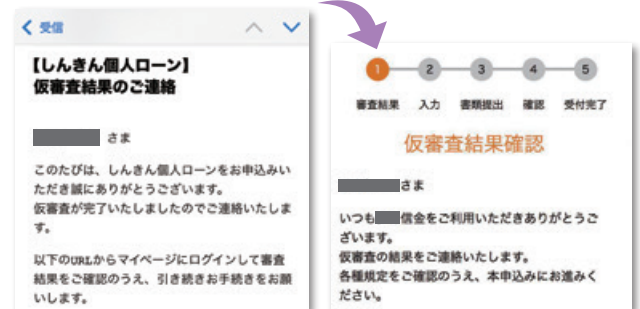 受信
【しんきん個人ローン】
仮審査結果のご連絡
さま
このたびは、しんきん個人ローンをお申込みい
ただき誠にありがとうございます。
仮審査が完了いたしましたのでご連絡いたしま
す。
以下のURLからマイページにログインして審査
結果をご確認のうえ、引き続きお手続きをお願
いします。
1 2 3 4 5
審査結果 入力 書類提出 確認 受付完了
仮審査結果確認
さま
いつも 信金をご利用いただきありがとうご
ざいます。
仮審査の結果をご連絡いたします。
各種規定をご確認のうえ、本申込みにお進みく
ださい。